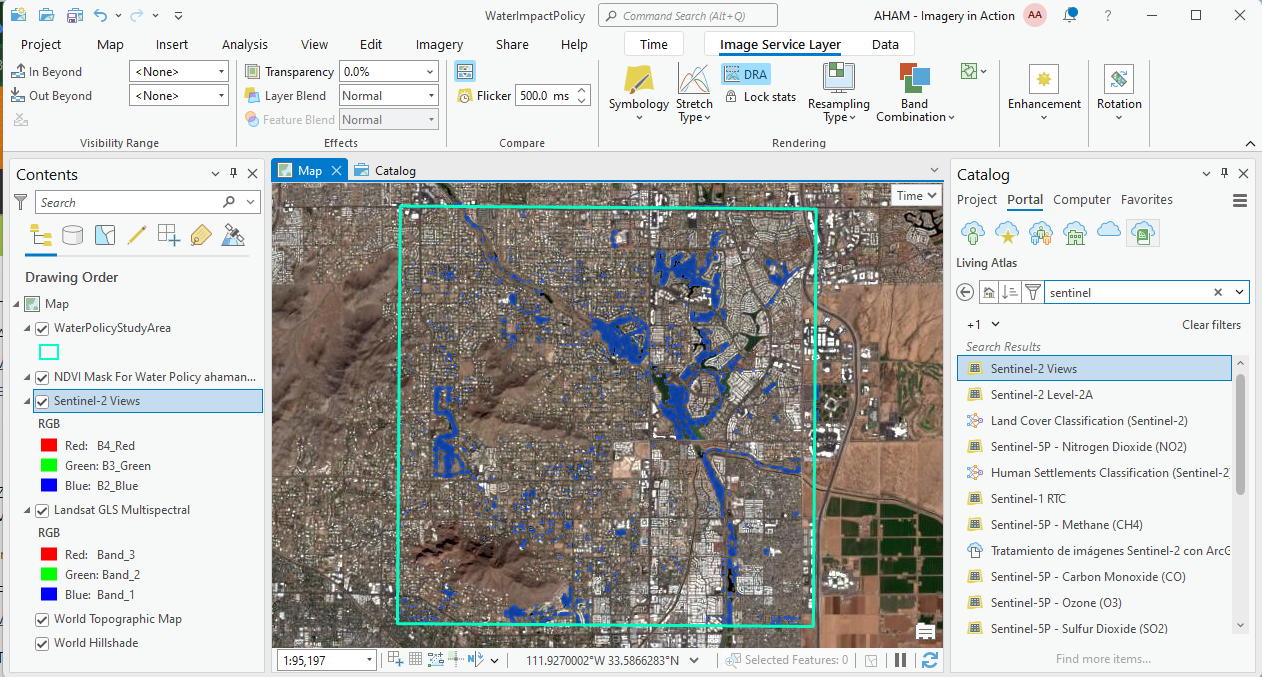 WaterImpactPolicy
Command Search (Alt+Q)
AHAM - Imagery in Action
AA
?
Project
Map
Insert
Analysis
View
Edit
Imagery
Share
Help
Time
Image Service Layer
Data
In Beyond
<None>
Out Beyond
<None>
Visibility Range
Transparency
0.0%
Layer Blend
Normal
Feature Blend
Normal
Effects
Flicker
500.0 ms
Compare
Symbology
Stretch
Type
DRA
Lock stats
Resampling
Type
Band
Combination
Rendering
Enhancement
Rotation
Contents
Search
Drawing Order
Map
WaterPolicyStudyArea
NDVI Mask For Water Policy ahaman...
Sentinel-2 Views
RGB
Red: B4_Red
Green: B3_Green
Blue: B2_Blue
Landsat GLS Multispectral
RGB
Red: Band_3
Green: Band_2
Blue: Band_1
World Topographic Map
World Hillshade
Map
Catalog
Time
1:95,197
111.9270002°W 33.5866283°N
Selected Features: 0
Catalog
Project
Portal
Computer
Favorites
Living Atlas
sentinel
+1
Clear filters
Search Results
Sentinel-2 Views
Sentinel-2 Level-2A
Land Cover Classification (Sentinel-2)
Sentinel-5P - Nitrogen Dioxide (NO2)
Human Settlements Classification (Sentinel-2
Sentinel-1 RTC
Sentinel-5P - Methane (CH4)
Tratamiento de imágenes Sentinel-2 con ArcG
Sentinel-5P - Carbon Monoxide (CO)
Sentinel-5P - Ozone (O3)
Sentinel-5P - Sulfur Dioxide (SO2)
Find more items...